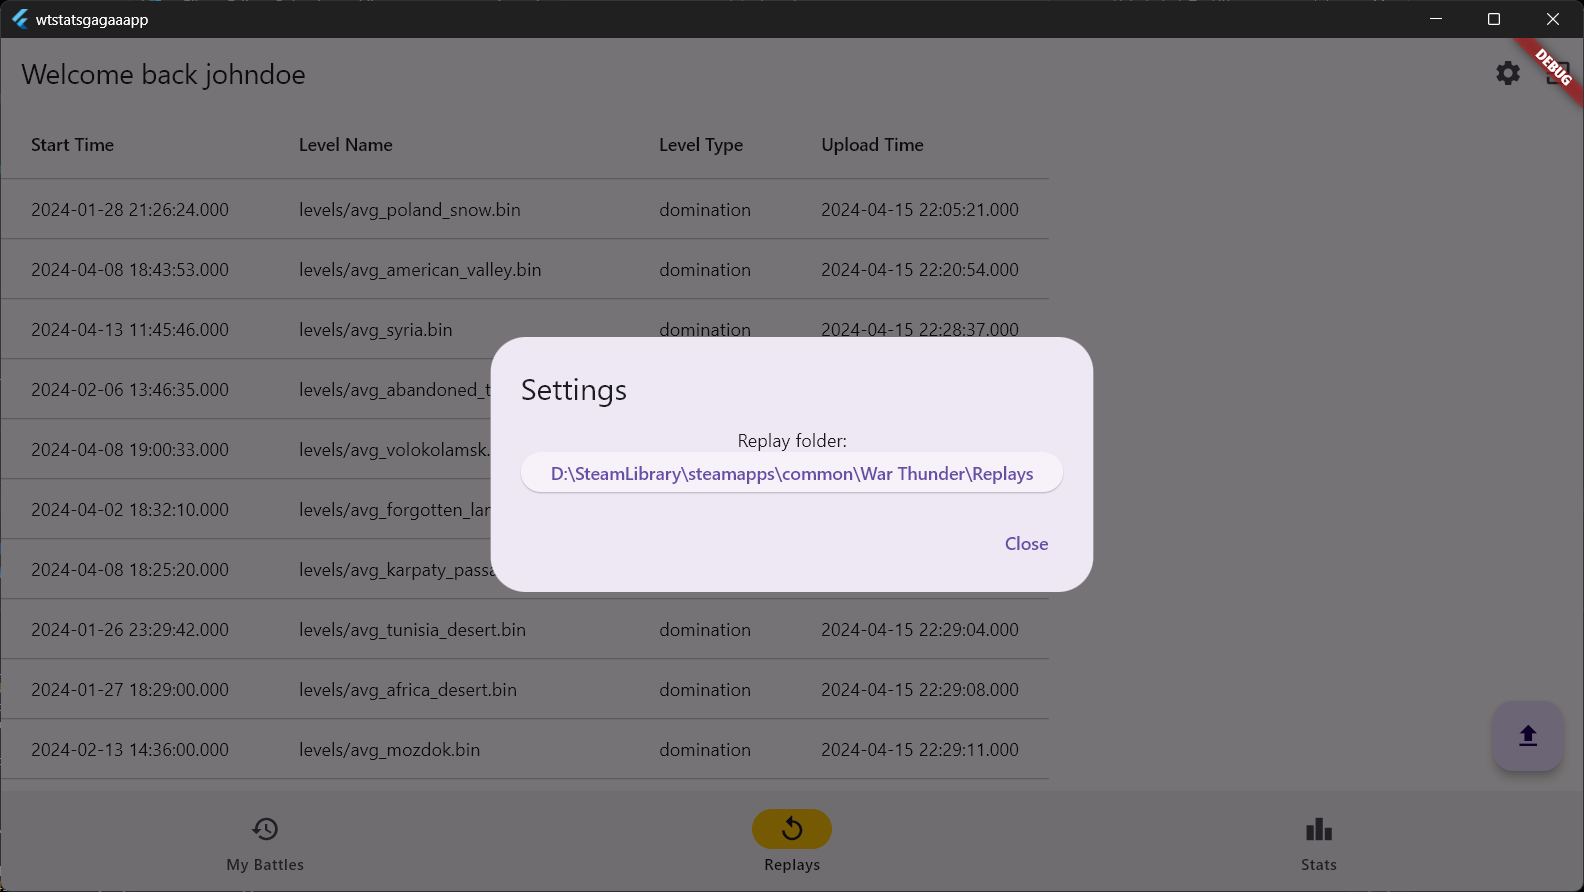 wtstatsgagaaapp
Welcome back johndoe
DEBUG
Start Time Level Name Level Type Upload Time
2024-01-28 21:26:24.000 levels/avg_poland_snow.bin domination 2024-04-15 22:05:21.000
2024-04-08 18:43:53.000 levels/avg_american_valley.bin domination 2024-04-15 22:20:54.000
2024-04-13 11:45:46.000 levels/avg_syria.bin domination 2024-04-15 22:28:37.000
2024-02-06 13:46:35.000 levels/avg_abandoned_t
2024-04-08 19:00:33.000 levels/avg_volokolamsk.
2024-04-02 18:32:10.000 levels/avg_forgotten_lar
2024-04-08 18:25:20.000 levels/avg_karpaty_passa
Settings
Replay folder:
D:\SteamLibrary\steamapps\common\War Thunder\Replays
Close
2024-01-26 23:29:42.000 levels/avg_tunisia_desert.bin domination 2024-04-15 22:29:04.000
2024-01-27 18:29:00.000 levels/avg_africa_desert.bin domination 2024-04-15 22:29:08.000
2024-02-13 14:36:00.000 levels/avg_mozdok.bin domination 2024-04-15 22:29:11.000
My Battles Replays Stats